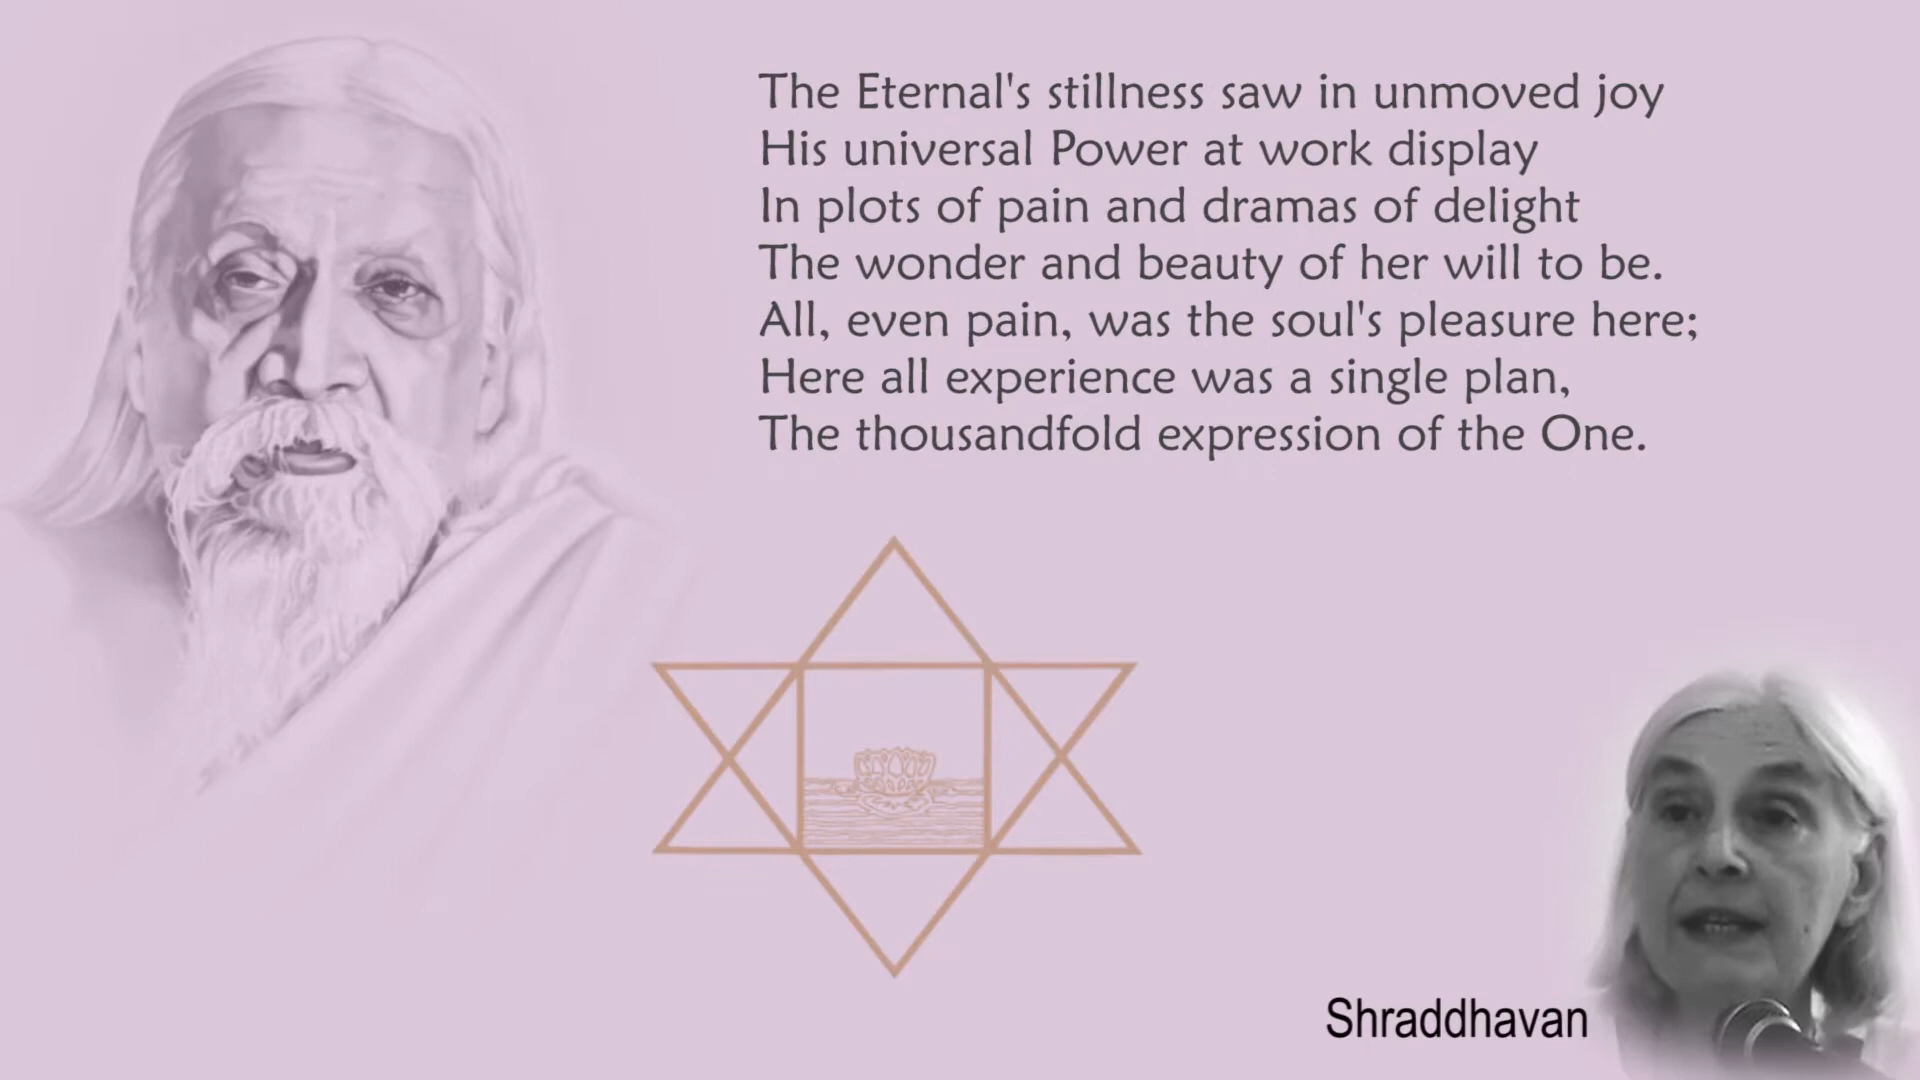 The Eternal's stillness saw in unmoved joy
His universal Power at work display
In plots of pain and dramas of delight
The wonder and beauty of her will to be.
All, even pain, was the soul's pleasure here;
Here all experience was a single plan,
The thousandfold expression of the One.
Shraddhavan